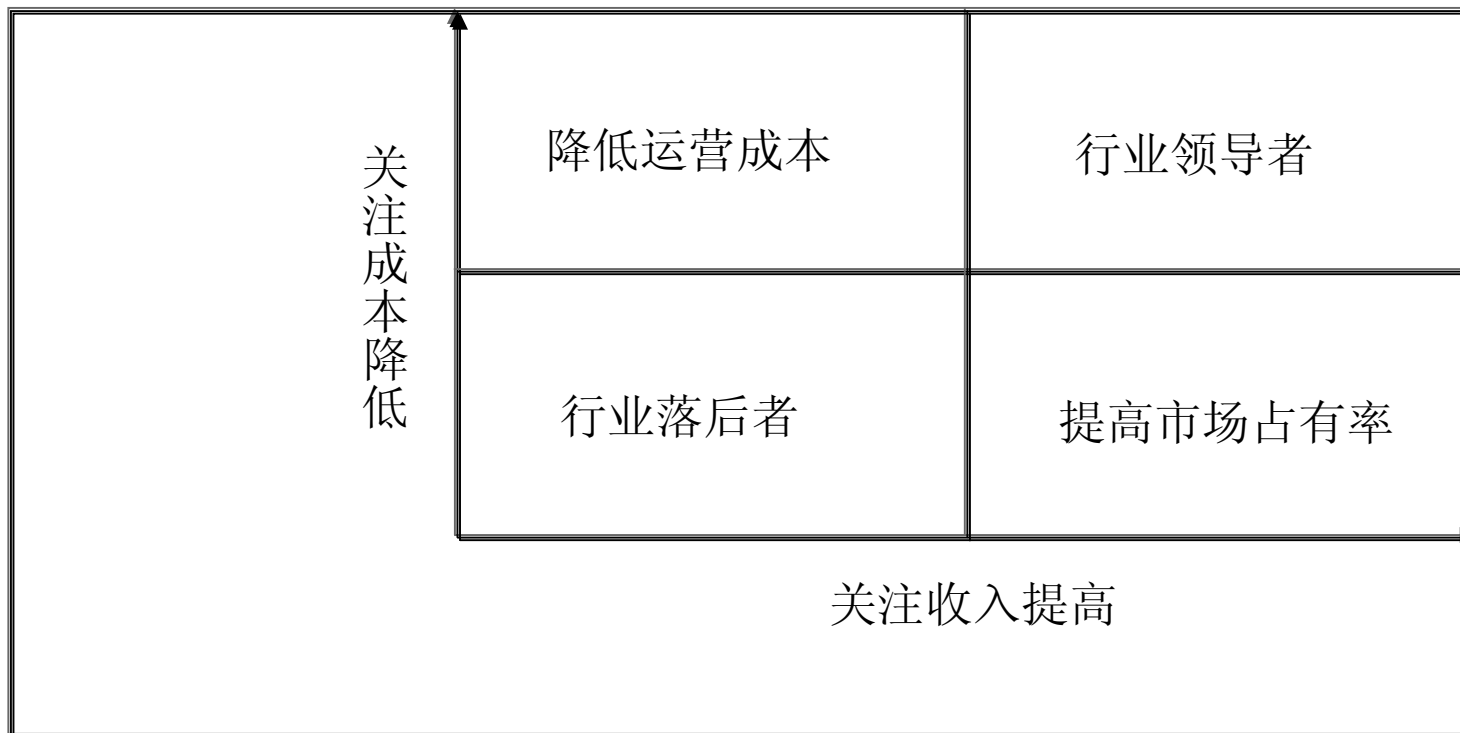 降低运营成本
行业领导者
关注成本降低
行业落后者
提高市场占有率
关注收入提高